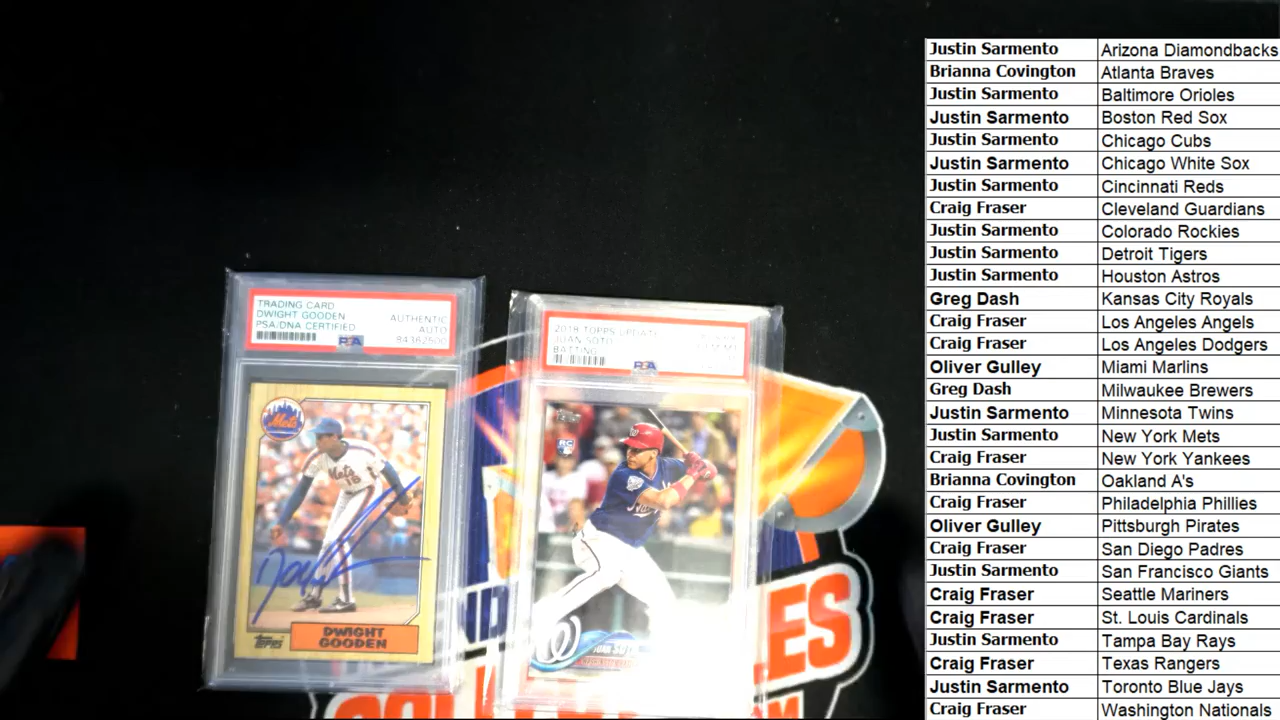 TRADING CARD
DWIGHT GOODEN
PSA/DNA CERTIFIED
AUTHENTIC
AUTO
84362500
PSA
Mets
Mets
16
DWIGHT
GOODEN
2018 TOPPS UPDATE
JUAN SOTO
BATTING
PSA
Topps
RC
W
JUAN SOTO
Justin Sarmento Arizona Diamondbacks
Brianna Covington Atlanta Braves
Justin Sarmento Baltimore Orioles
Justin Sarmento Boston Red Sox
Justin Sarmento Chicago Cubs
Justin Sarmento Chicago White Sox
Justin Sarmento Cincinnati Reds
Craig Fraser Cleveland Guardians
Justin Sarmento Colorado Rockies
Justin Sarmento Detroit Tigers
Justin Sarmento Houston Astros
Greg Dash Kansas City Royals
Craig Fraser Los Angeles Angels
Craig Fraser Los Angeles Dodgers
Oliver Gulley Miami Marlins
Greg Dash Milwaukee Brewers
Justin Sarmento Minnesota Twins
Justin Sarmento New York Mets
Craig Fraser New York Yankees
Brianna Covington Oakland A's
Craig Fraser Philadelphia Phillies
Oliver Gulley Pittsburgh Pirates
Craig Fraser San Diego Padres
Justin Sarmento San Francisco Giants
Craig Fraser Seattle Mariners
Craig Fraser St. Louis Cardinals
Justin Sarmento Tampa Bay Rays
Craig Fraser Texas Rangers
Justin Sarmento Toronto Blue Jays
Craig Fraser Washington Nationals